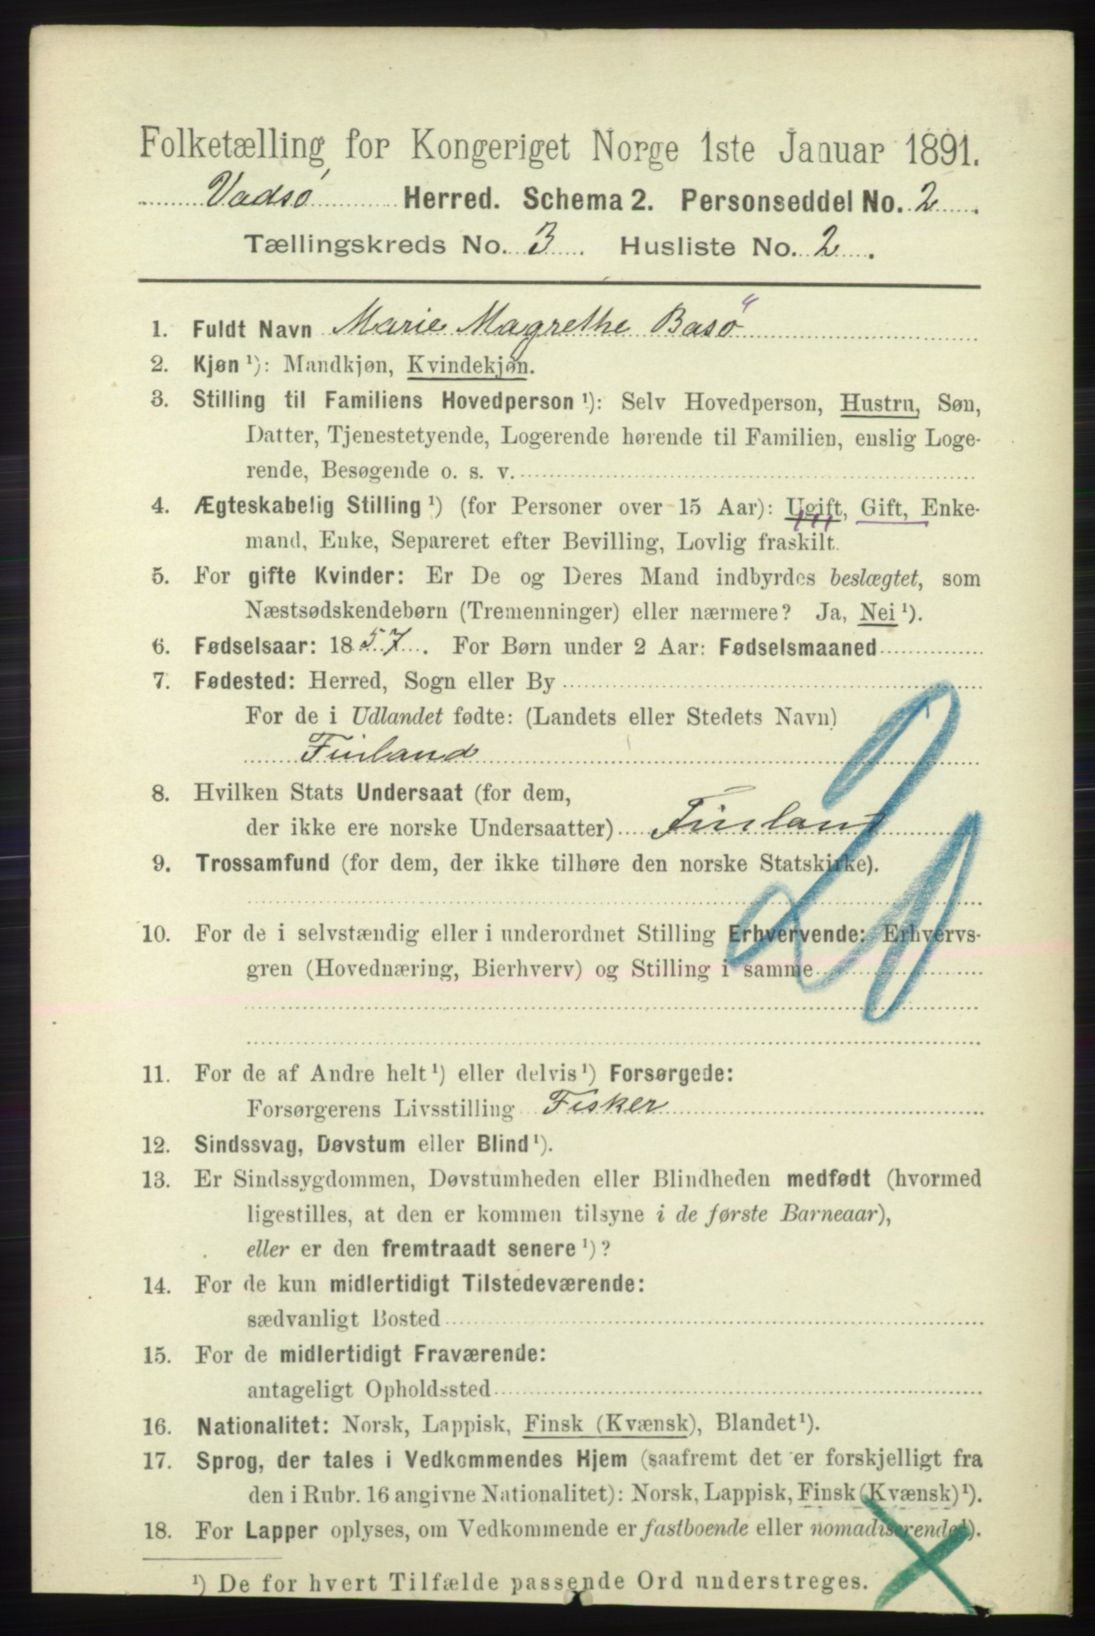 Folketælling for Kongeriget Norge 1ste Januar 1891.
Vadsø Herred. Schema 2. Personseddel No. 2
Tællingskreds No. 3 Husliste No. 2.
1. Fuldt Navn Marie Magrethe Basö
2. Kjøn ¹): Mandkjøn, Kvindekjøn.
3. Stilling til Familiens Hovedperson ¹): Selv Hovedperson, Hustru, Søn,
Datter, Tjenestetyende, Logerende hørende til Familien, enslig Loge-
rende, Besøgende o. s. v.
4. Ægteskabelig Stilling ¹) (for Personer over 15 Aar): Ugift, Gift, Enke-
mand, Enke, Separeret efter Bevilling, Lovlig fraskilt.
5. For gifte Kvinder: Er De og Deres Mand indbyrdes beslægtet, som
Næstsødskendebørn (Tremenninger) eller nærmere? Ja, Nei ¹).
6. Fødselsaar: 1857. For Børn under 2 Aar: Fødselsmaaned
7. Fødested: Herred, Sogn eller By
For de i Udlandet fødte: (Landets eller Stedets Navn)
Finland
8. Hvilken Stats Undersaat (for dem,
der ikke ere norske Undersaatter) Finland
9. Trossamfund (for dem, der ikke tilhøre den norske Statskirke).
20
10. For de i selvstændig eller i underordnet Stilling Erhvervende: Erhvervs-
gren (Hovednæring, Bierhverv) og Stilling i samme
11. For de af Andre helt ¹) eller delvis ¹) Forsørgede:
Forsørgerens Livsstilling Fisker
12. Sindssvag, Døvstum eller Blind ¹).
13. Er Sindssygdommen, Døvstumheden eller Blindheden medfødt (hvormed
ligestilles, at den er kommen tilsyne i de første Barneaar),
eller er den fremtraadt senere ¹)?
14. For de kun midlertidigt Tilstedeværende:
sædvanligt Bosted
15. For de midlertidigt Fraværende:
antageligt Opholdssted
16. Nationalitet: Norsk, Lappisk, Finsk (Kvænsk), Blandet ¹).
17. Sprog, der tales i Vedkommendes Hjem (saafremt det er forskjelligt fra
den i Rubr. 16 angivne Nationalitet): Norsk, Lappisk, Finsk (Kvænsk) ¹).
18. For Lapper oplyses, om Vedkommende er fastboende eller nomadiserende ¹).
¹) De for hvert Tilfælde passende Ord understreges.